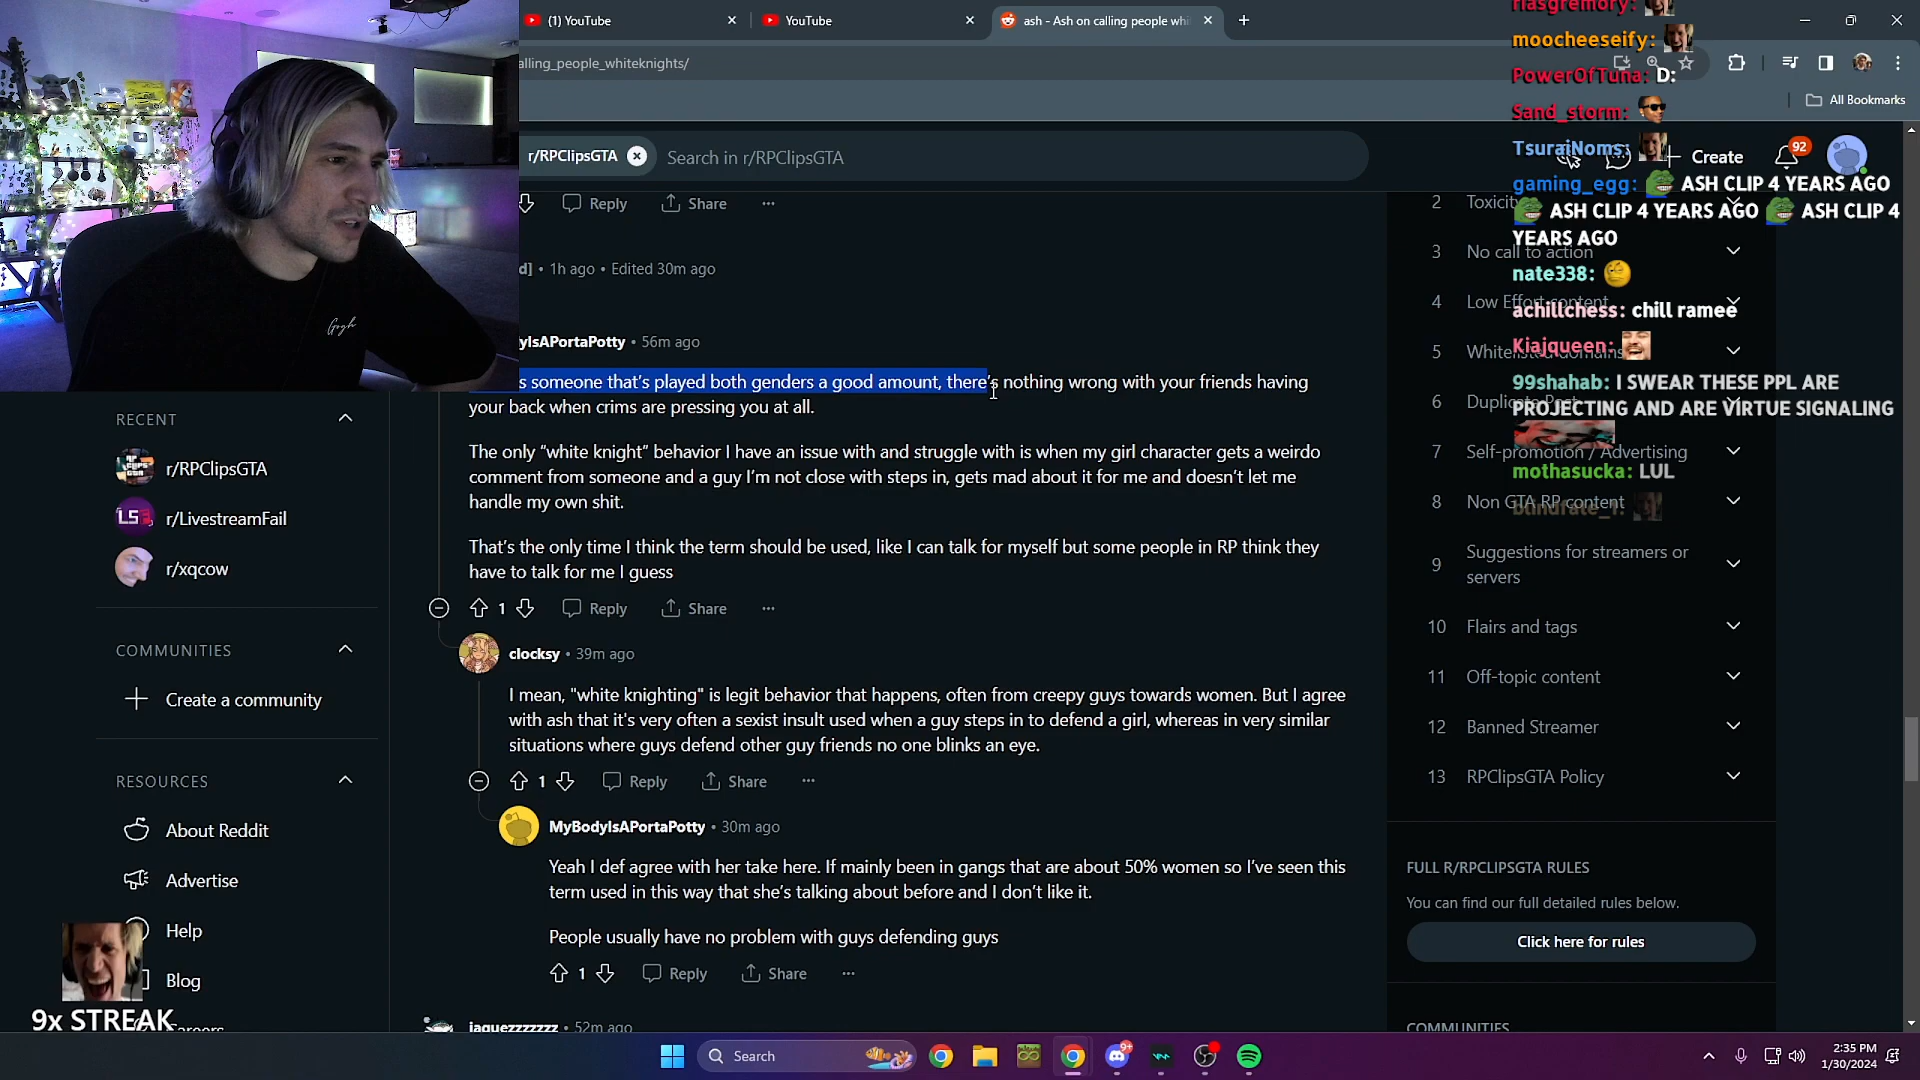 (1) YouTube
YouTube
ash - Ash on calling people whi
alling_people_whiteknights/
All Bookmarks
r/RPClipsGTA
Search in r/RPClipsGTA
Create
92
Reply
Share
d] • 1h ago • Edited 30m ago
yIsAPortaPotty • 56m ago
s someone that's played both genders a good amount, there's nothing wrong with your friends having
your back when crims are pressing you at all.
The only "white knight" behavior I have an issue with and struggle with is when my girl character gets a weirdo
comment from someone and a guy I'm not close with steps in, gets mad about it for me and doesn't let me
handle my own shit.
That's the only time I think the term should be used, like I can talk for myself but some people in RP think they
have to talk for me I guess
1
Reply
Share
clocksy • 39m ago
I mean, "white knighting" is legit behavior that happens, often from creepy guys towards women. But I agree
with ash that it's very often a sexist insult used when a guy steps in to defend a girl, whereas in very similar
situations where guys defend other guy friends no one blinks an eye.
1
Reply
Share
MyBodyIsAPortaPotty • 30m ago
Yeah I def agree with her take here. If mainly been in gangs that are about 50% women so I've seen this
term used in this way that she's talking about before and I don't like it.
People usually have no problem with guys defending guys
1
Reply
Share
jaguezzzzzzz • 52m ago
RECENT
r/RPClipsGTA
LSF
r/LivestreamFail
r/xqcow
COMMUNITIES
Create a community
RESOURCES
About Reddit
Advertise
Help
Blog
Careers
9x STREAK
Gogh
2 Toxicity
3 No call to action
4 Low Effort content
5 Whitelisted domains
6 Duplicate Post
7 Self-promotion / Advertising
8 Non GTA RP content
9 Suggestions for streamers or
servers
10 Flairs and tags
11 Off-topic content
12 Banned Streamer
13 RPClipsGTA Policy
FULL R/RPCLIPSGTA RULES
You can find our full detailed rules below.
Click here for rules
COMMUNITIES
riasgremory:
moocheeseify:
PowerOfTuna: D:
Sand_storm:
TsuraiNoms:
gaming_egg: ASH CLIP 4 YEARS AGO
ASH CLIP 4 YEARS AGO ASH CLIP 4
YEARS AGO
nate338:
achillchess: chill ramee
Kiajqueen:
99shahab: I SWEAR THESE PPL ARE
PROJECTING AND ARE VIRTUE SIGNALING
mothasucka: LUL
Search
9+
2:35 PM
1/30/2024